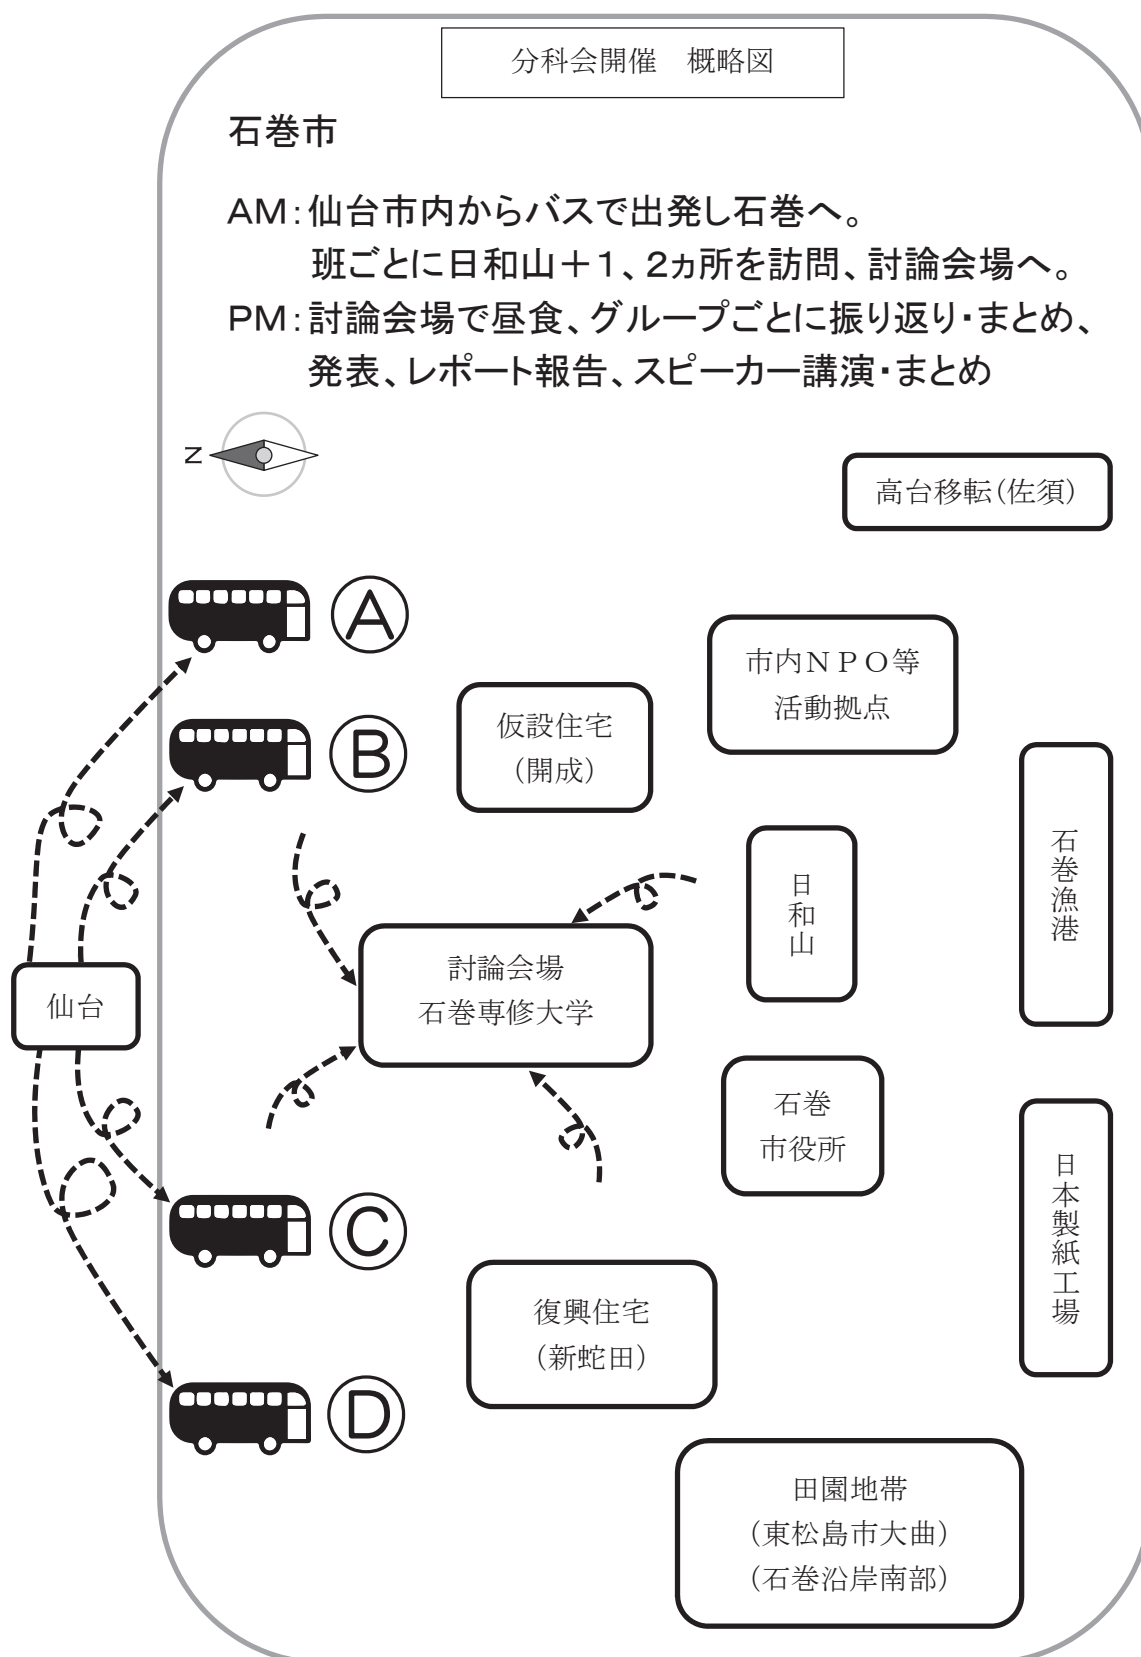 分科会開催　概略図
石巻市
AM：仙台市内からバスで出発し石巻へ。
班ごとに日和山＋１、２ヵ所を訪問、討論会場へ。
PM：討論会場で昼食、グループごとに振り返り・まとめ、
発表、レポート報告、スピーカー講演・まとめ
N
高台移転（佐須）
A
市内ＮＰＯ等
活動拠点
仮設住宅
（開成）
B
石巻漁港
日和山
討論会場
石巻専修大学
仙台
石巻
市役所
日本製紙工場
C
復興住宅
（新蛇田）
D
田園地帯
（東松島市大曲）
（石巻沿岸南部）